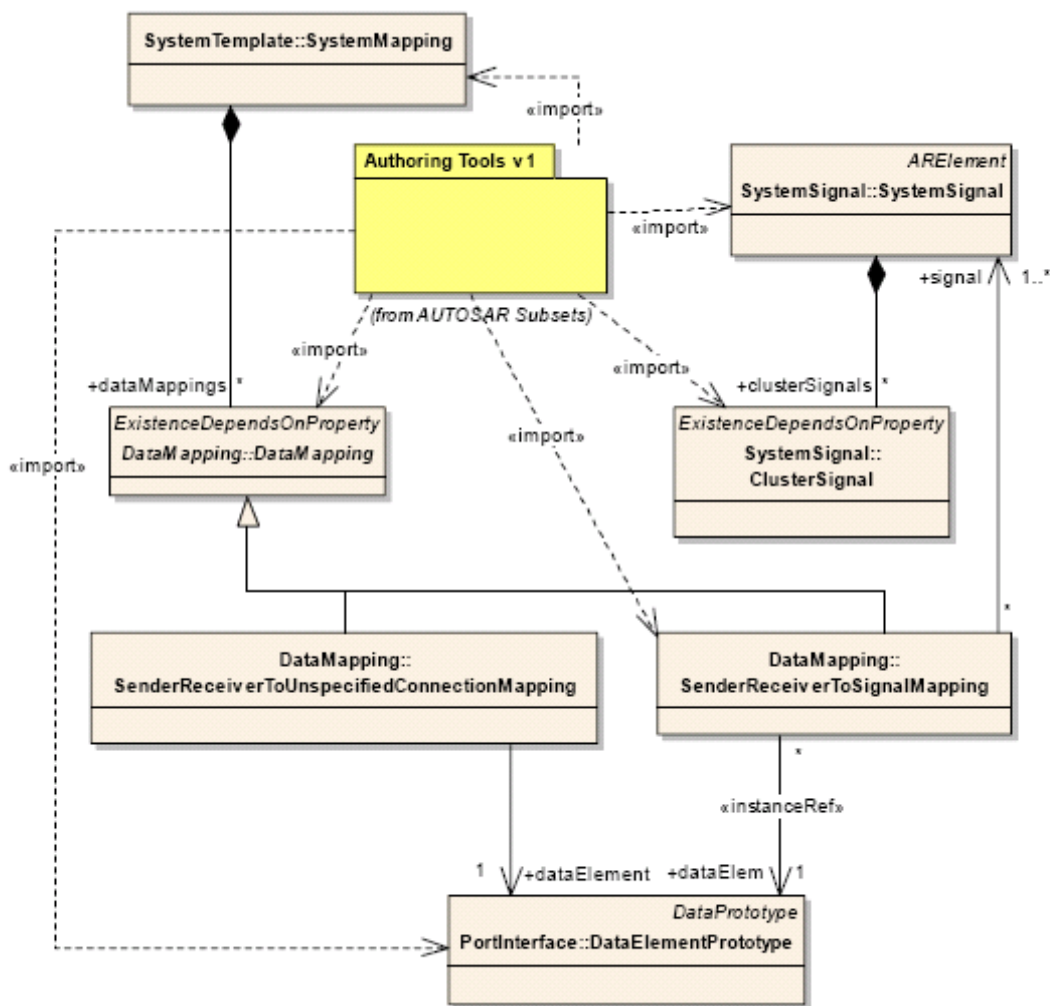 SystemTemplate::SystemMapping
«import»
Authoring Tools v1
ARElement
SystemSignal::SystemSignal
«import»
+signal
1..*
(from AUTOSAR Subsets)
«import»
«import»
+dataMappings
*
+clusterSignals
*
ExistenceDependsOnProperty
DataMapping::DataMapping
«import»
ExistenceDependsOnProperty
SystemSignal::
ClusterSignal
«import»
*
DataMapping::
SenderReceiverToUnspecifiedConnectionMapping
DataMapping::
SenderReceiverToSignalMapping
*
«instanceRef»
1
+dataElement
+dataElem
1
DataPrototype
PortInterface::DataElementPrototype